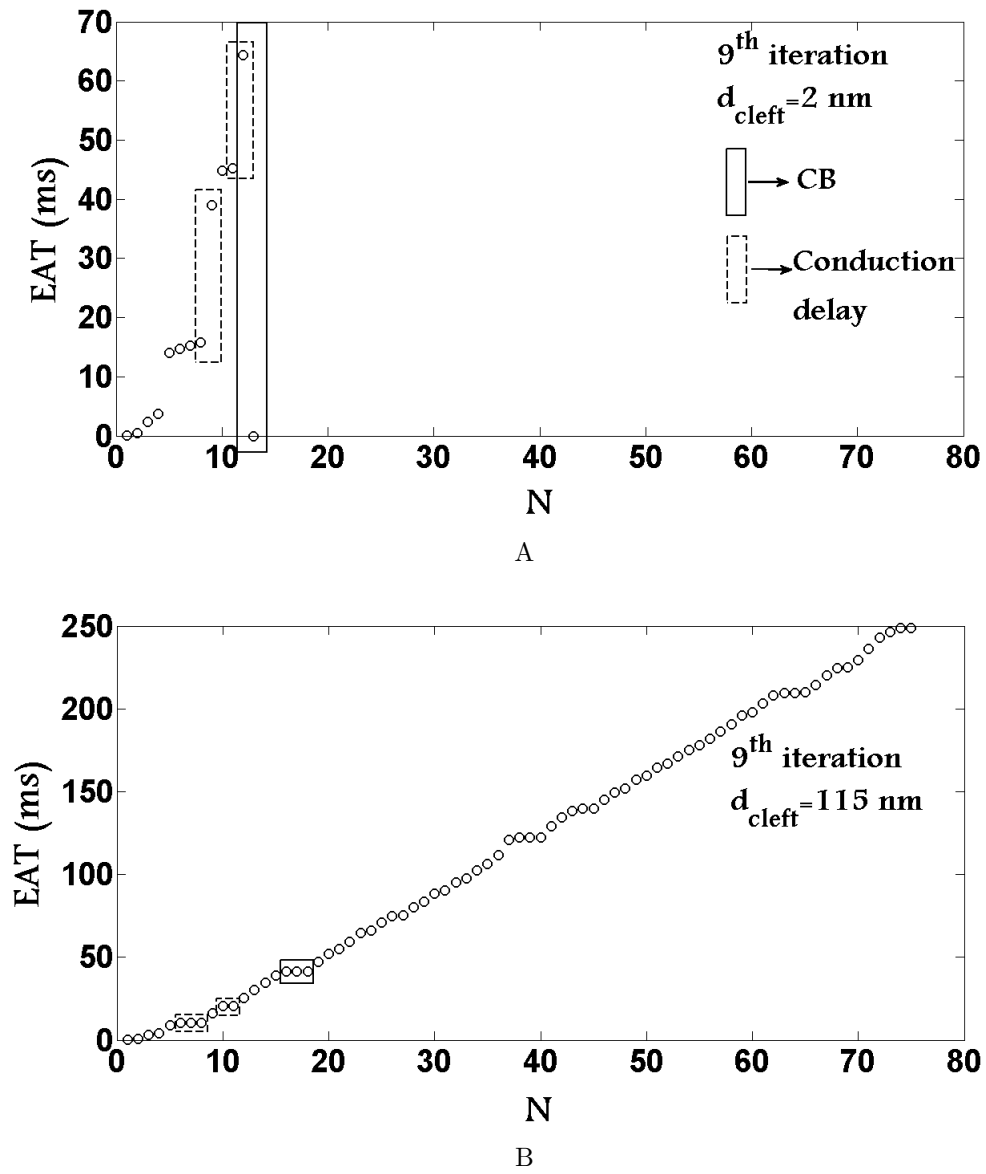 70
60
50
40
30
20
10
0
EAT (ms)
0 10 20 30 40 50 60 70 80
N
9th iteration
dcleft=2 nm
CB
Conduction
delay
A
250
200
150
100
50
0
EAT (ms)
0 10 20 30 40 50 60 70 80
N
9th iteration
dcleft=115 nm
B